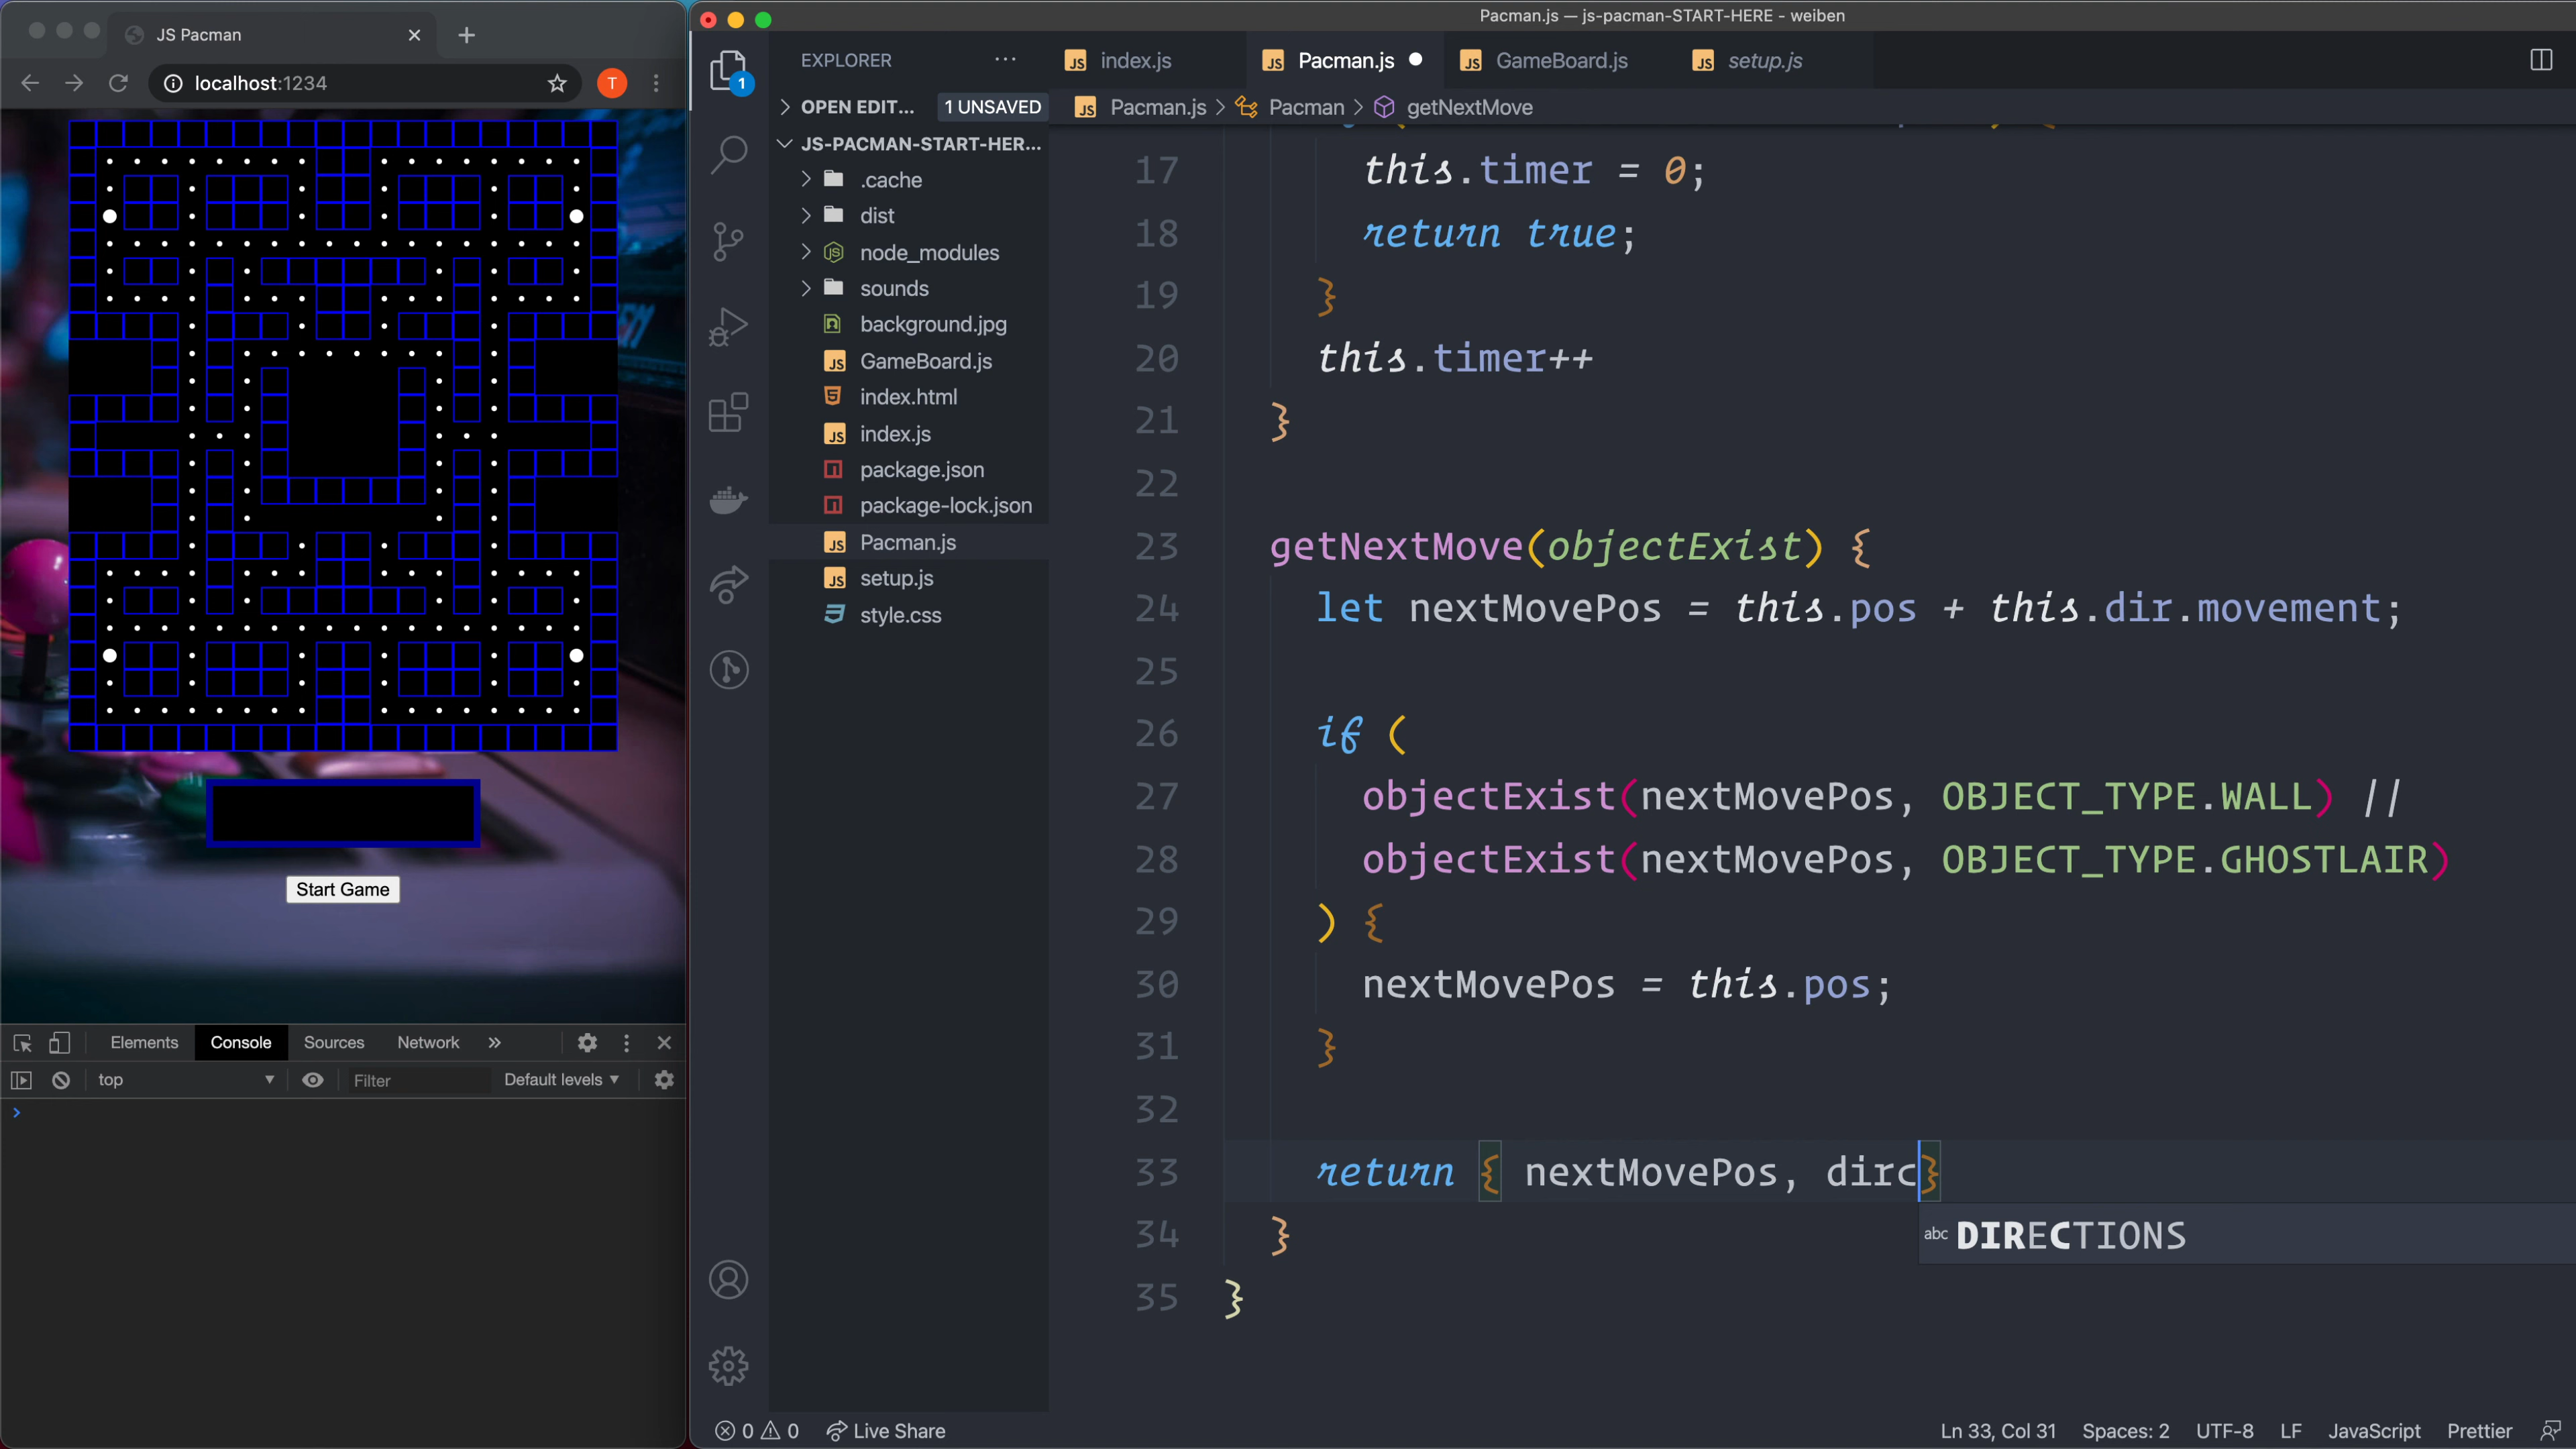 JS Pacman
localhost:1234
T
Start Game
Elements Console Sources Network »
top Filter Default levels
Pacman.js — js-pacman-START-HERE - weiben
1
EXPLORER
OPEN EDIT... 1 UNSAVED
JS-PACMAN-START-HER...
.cache
dist
node_modules
sounds
background.jpg
JS GameBoard.js
index.html
JS index.js
package.json
package-lock.json
JS Pacman.js
JS setup.js
style.css
JS index.js JS Pacman.js JS GameBoard.js JS setup.js
JS Pacman.js > Pacman > getNextMove
17 this.timer = 0;
18 return true;
19 }
20 this.timer++
21 }
22
23 getNextMove(objectExist) {
24 let nextMovePos = this.pos + this.dir.movement;
25
26 if (
27 objectExist(nextMovePos, OBJECT_TYPE.WALL) ||
28 objectExist(nextMovePos, OBJECT_TYPE.GHOSTLAIR)
29 ) {
30 nextMovePos = this.pos;
31 }
32
33 return { nextMovePos, dirc}
abc DIRECTIONS
34 }
35 }
0 0 Live Share
Ln 33, Col 31 Spaces: 2 UTF-8 LF JavaScript Prettier